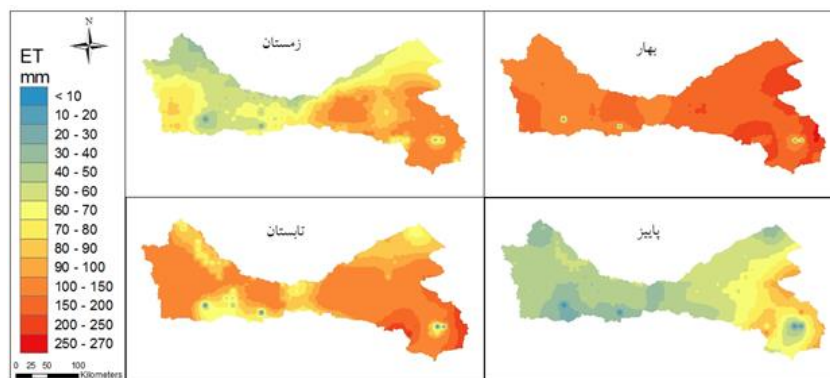 N
ET
mm
< 10
10 - 20
20 - 30
30 - 40
40 - 50
50 - 60
60 - 70
70 - 80
80 - 90
90 - 100
100 - 150
150 - 200
200 - 250
250 - 270
0 25 50 100
Kilometers
زمستان
بهار
تابستان
پاییز